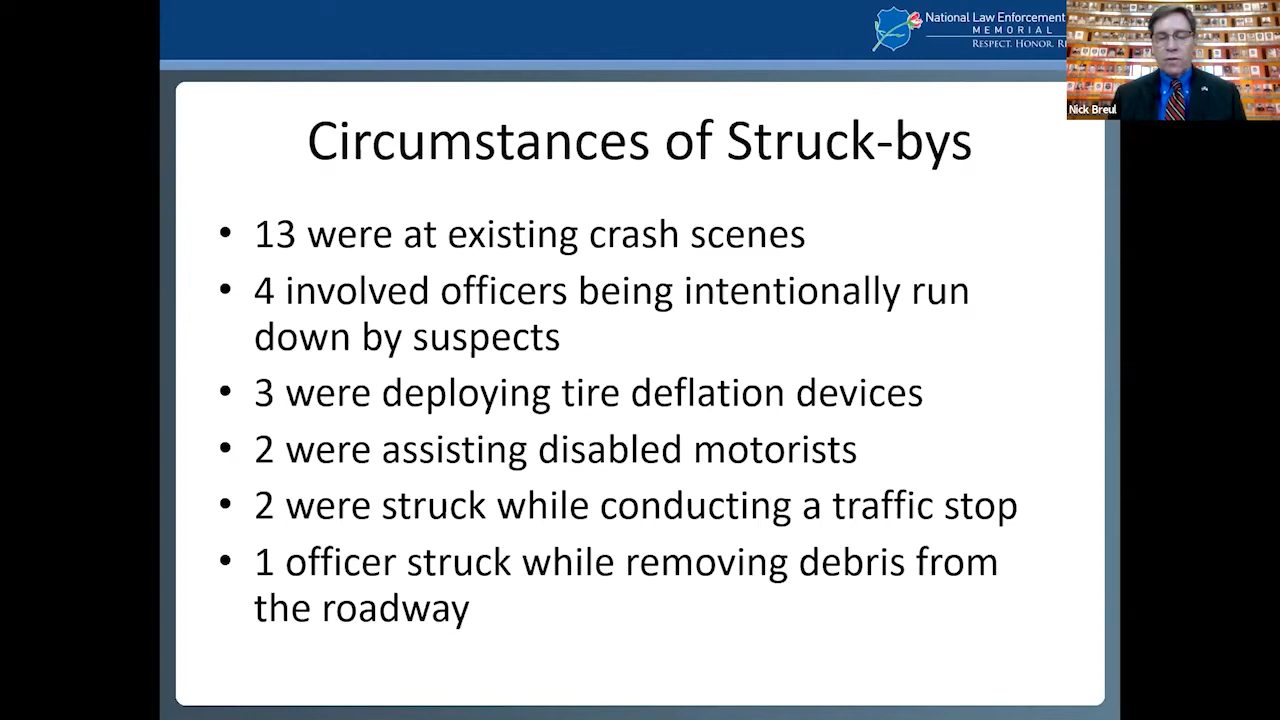 National Law Enforcement
MEMORIAL
RESPECT. HONOR.
Nick Breul
Circumstances of Struck-bys
• 13 were at existing crash scenes
• 4 involved officers being intentionally run
down by suspects
• 3 were deploying tire deflation devices
• 2 were assisting disabled motorists
• 2 were struck while conducting a traffic stop
• 1 officer struck while removing debris from
the roadway